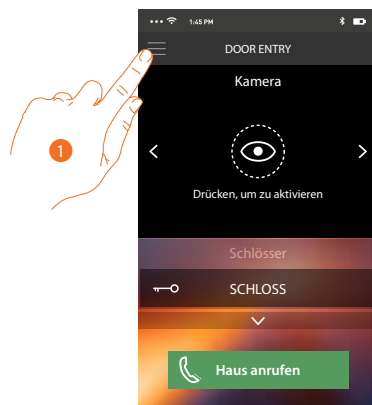 1:45 PM
DOOR ENTRY
Kamera
1
Drücken, um zu aktivieren
Schlösser
SCHLOSS
Haus anrufen